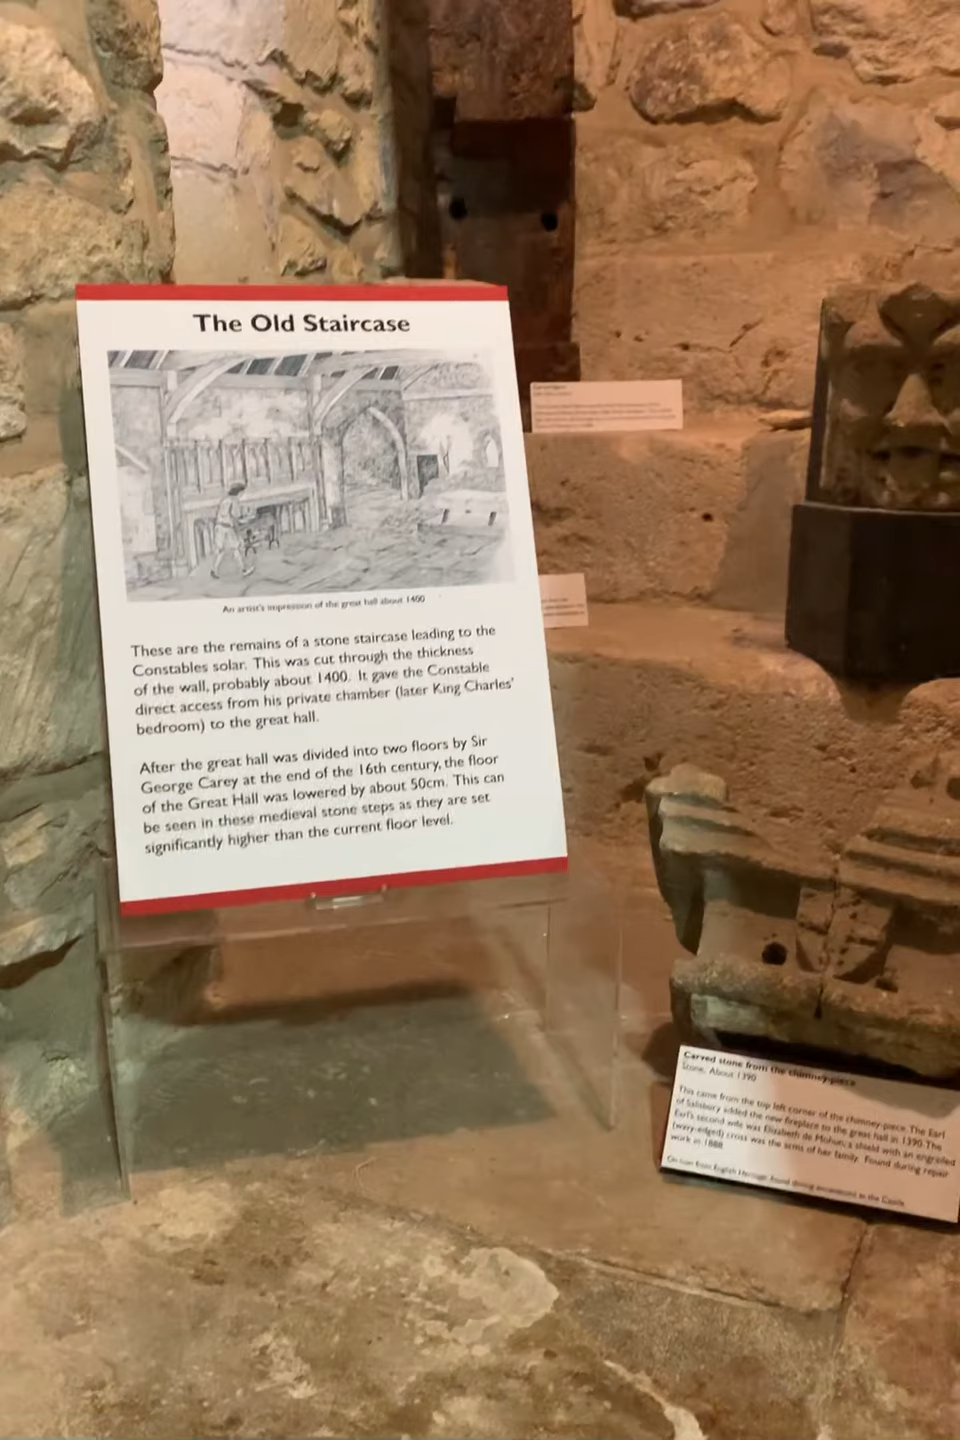 The Old Staircase
An artist's impression of the great hall about 1400
These are the remains of a stone staircase leading to the
Constables solar. This was cut through the thickness
of the wall, probably about 1400. It gave the Constable
direct access from his private chamber (later King Charles'
bedroom) to the great hall.
After the great hall was divided into two floors by Sir
George Carey at the end of the 16th century, the floor
of the Great Hall was lowered by about 50cm. This can
be seen in these medieval stone steps as they are set
significantly higher than the current floor level.
Carved stone from the chimney-piece
Stone. About 1390
This came from the top left corner of the chimney-piece. The Earl
of Salisbury added the new fireplace to the great hall in 1390. The
Earl's second wife was Elizabeth de Mohun; a shield with an engrailed
(wavy-edged) cross was the arms of her family. Found during repair
work in 1888
On loan from English Heritage, found during excavations at the Castle